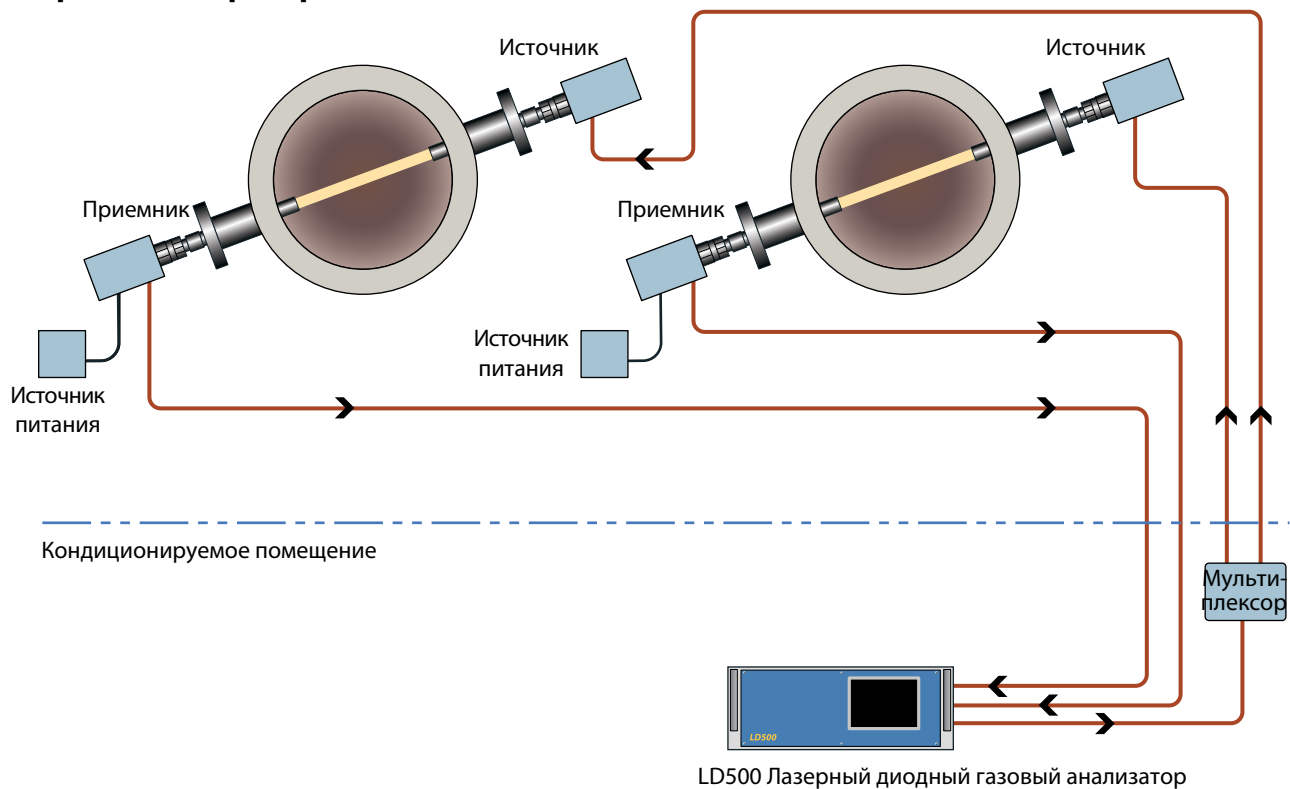 Источник
Источник
Приемник
Приемник
Источник
питания
Источник
питания
Кондиционируемое помещение
Мульти-
плексор
LD500
LD500 Лазерный диодный газовый анализатор